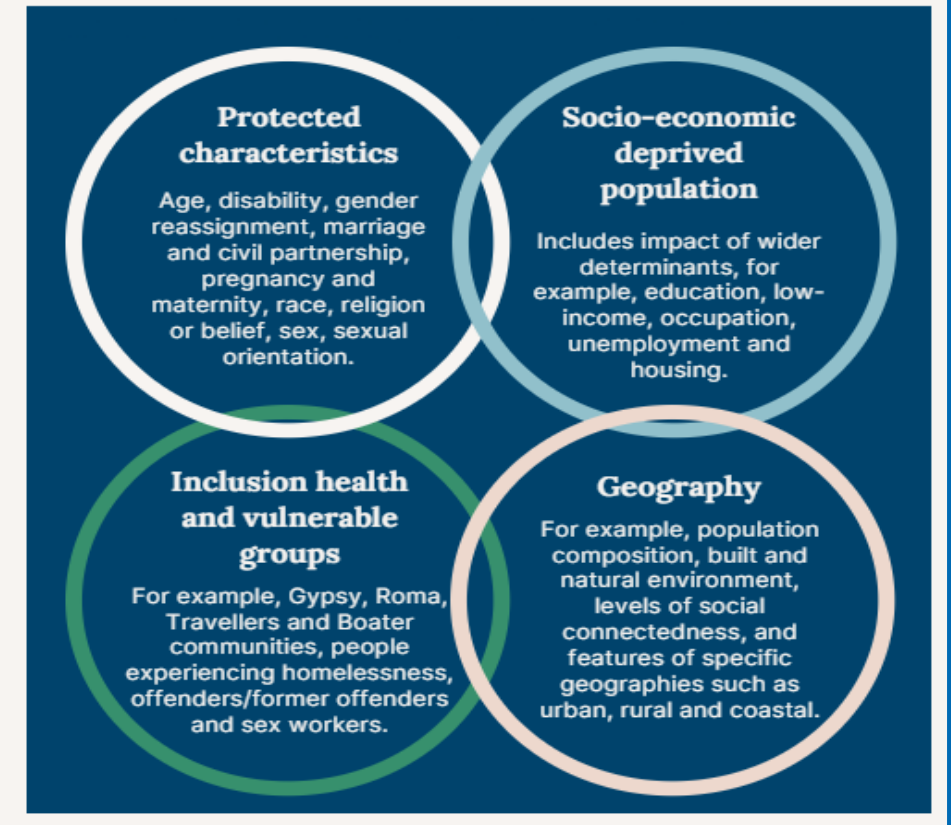 Protected
characteristics
Age, disability, gender
reassignment, marriage
and civil partnership,
pregnancy and
maternity, race, religion
or belief, sex, sexual
orientation.
Socio-economic
deprived
population
Includes impact of wider
determinants, for
example, education, low-
income, occupation,
unemployment and
housing.
Inclusion health
and vulnerable
groups
For example, Gypsy, Roma,
Travellers and Boater
communities, people
experiencing homelessness,
offenders/former offenders
and sex workers.
Geography
For example, population
composition, built and
natural environment,
levels of social
connectedness, and
features of specific
geographies such as
urban, rural and coastal.